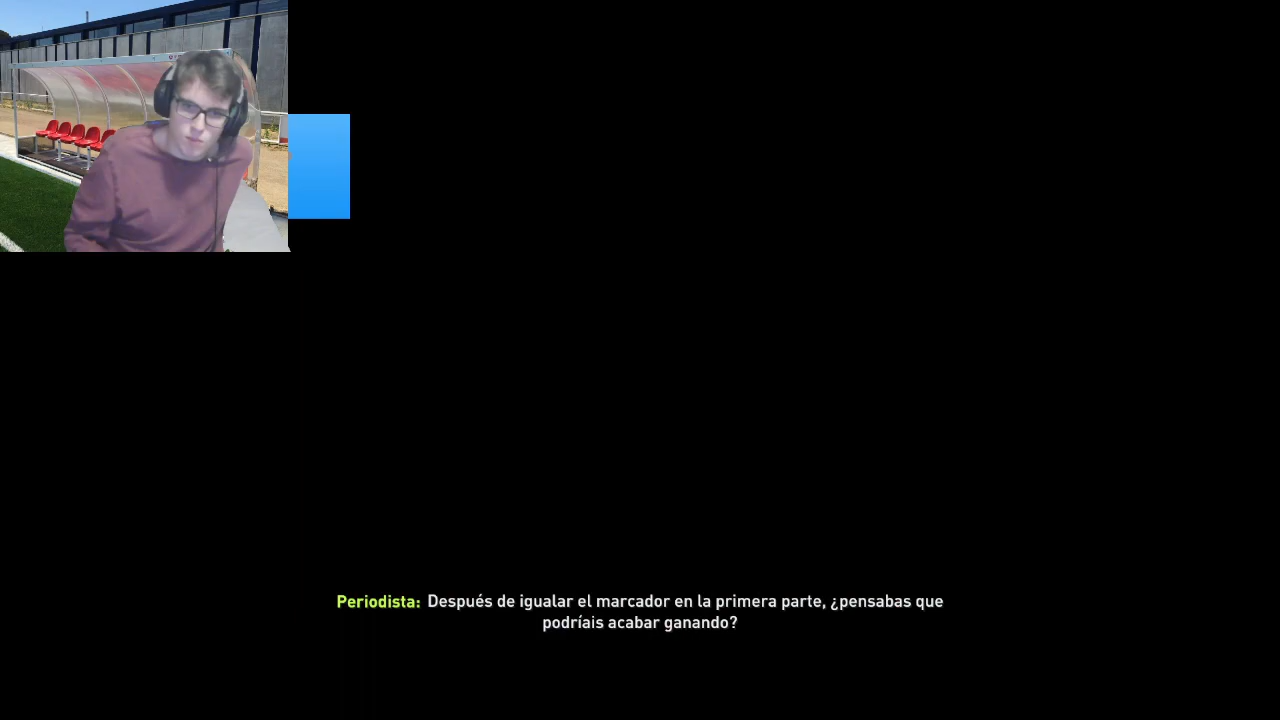 Periodista: Después de igualar el marcador en la primera parte, ¿pensabas que
podríais acabar ganando?